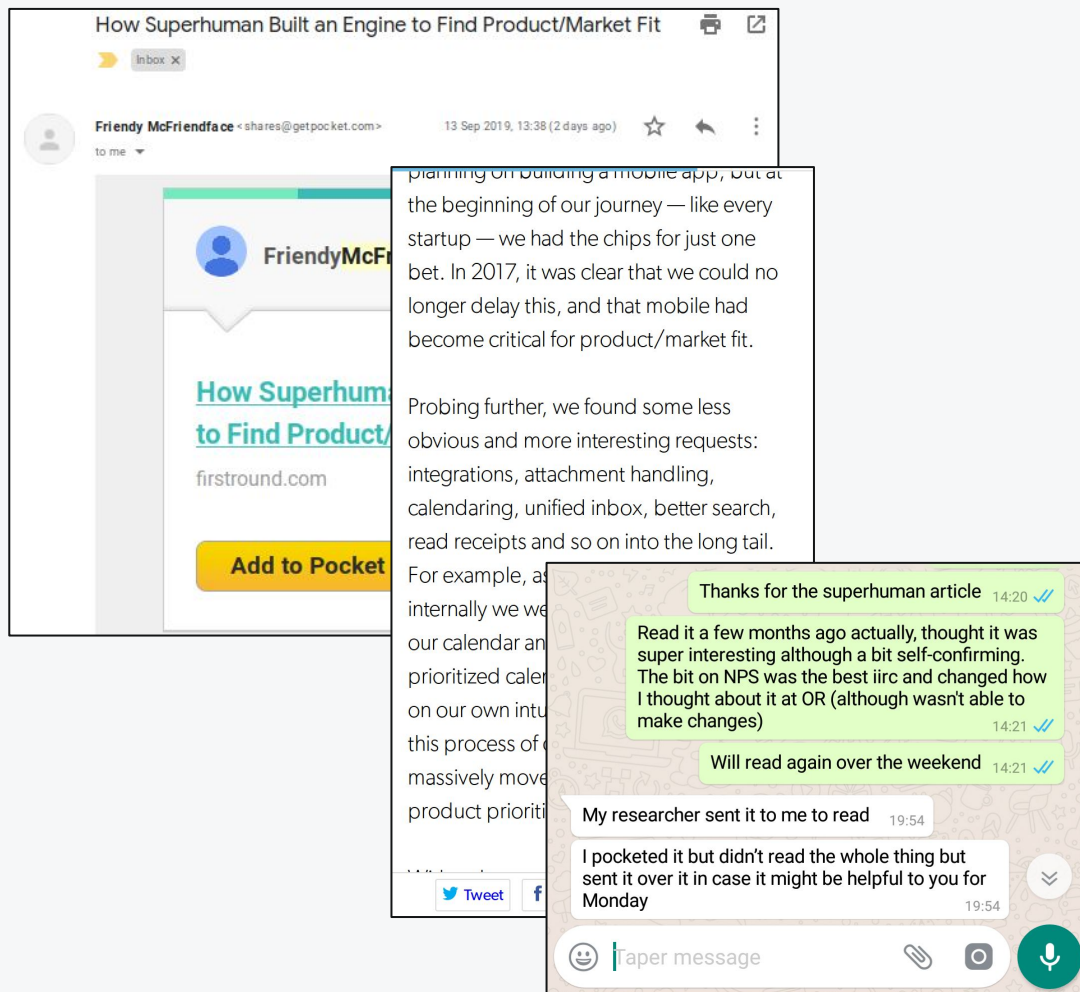 How Superhuman Built an Engine to Find Product/Market Fit
Inbox
Friendy McFriendface <shares@getpocket.com>
13 Sep 2019, 13:38 (2 days ago)
to me
FriendyMcFr
How Superhuma
to Find Product/
firstround.com
Add to Pocket
planning on building a mobile app, but at
the beginning of our journey — like every
startup — we had the chips for just one
bet. In 2017, it was clear that we could no
longer delay this, and that mobile had
become critical for product/market fit.
Probing further, we found some less
obvious and more interesting requests:
integrations, attachment handling,
calendaring, unified inbox, better search,
read receipts and so on into the long tail.
For example, as
internally we we
our calendar an
prioritized caler
on our own intu
this process of
massively move
product prioriti
Tweet
Thanks for the superhuman article 14:20
Read it a few months ago actually, thought it was
super interesting although a bit self-confirming.
The bit on NPS was the best iirc and changed how
I thought about it at OR (although wasn't able to
make changes) 14:21
Will read again over the weekend 14:21
My researcher sent it to me to read 19:54
I pocketed it but didn’t read the whole thing but
sent it over it in case it might be helpful to you for
Monday 19:54
Taper message